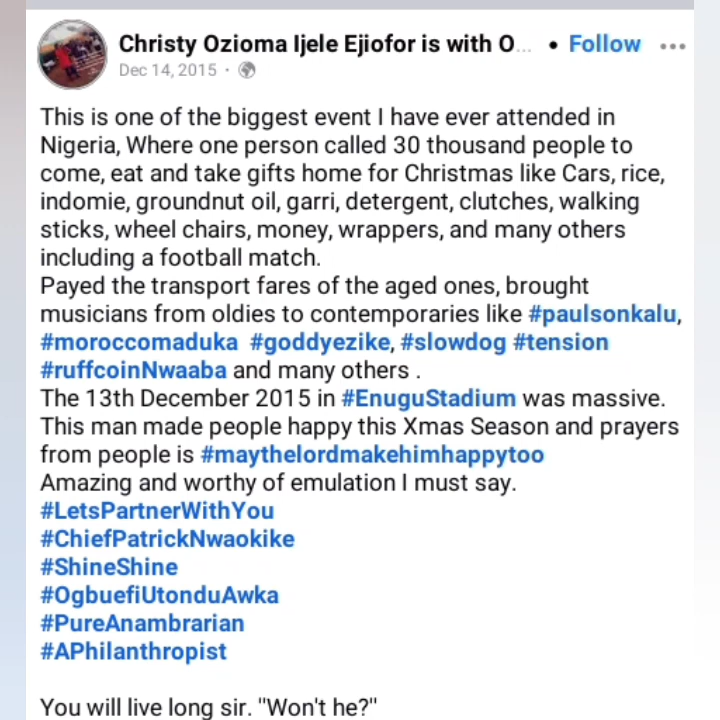 Christy Ozioma Ijele Ejiofor is with O... • Follow ...
Dec 14, 2015 ·
This is one of the biggest event I have ever attended in
Nigeria, Where one person called 30 thousand people to
come, eat and take gifts home for Christmas like Cars, rice,
indomie, groundnut oil, garri, detergent, clutches, walking
sticks, wheel chairs, money, wrappers, and many others
including a football match.
Payed the transport fares of the aged ones, brought
musicians from oldies to contemporaries like #paulsonkalu,
#moroccomaduka #goddyezike, #slowdog #tension
#ruffcoinNwaaba and many others .
The 13th December 2015 in #EnuguStadium was massive.
This man made people happy this Xmas Season and prayers
from people is #maythelordmakehimhappytoo
Amazing and worthy of emulation I must say.
#LetsPartnerWithYou
#ChiefPatrickNwaokike
#ShineShine
#OgbuefiUtonduAwka
#PureAnambrarian
#APhilanthropist
You will live long sir. "Won't he?"